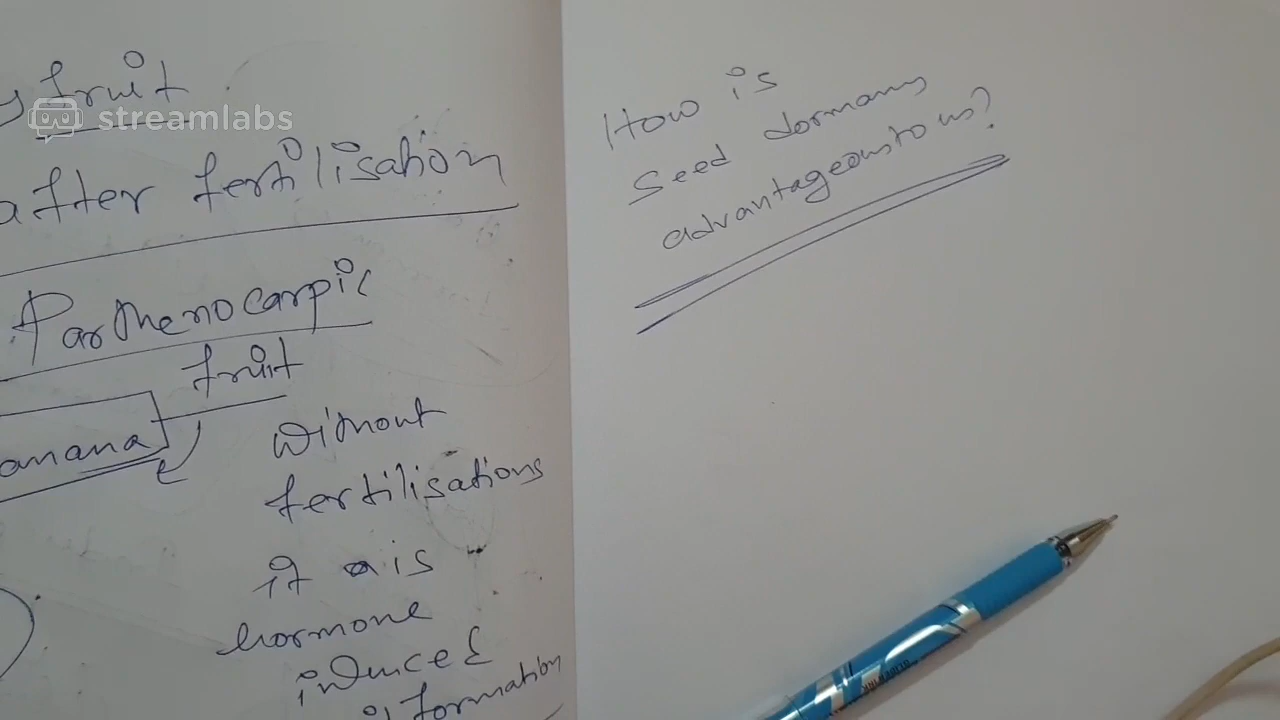 fruit
streamlabs
after fertilisation
Parthenocarpic
fruit
anana
without
fertilisations
it is
hormone
induced
formation
How is
Seed dormancy
advantageous to us?